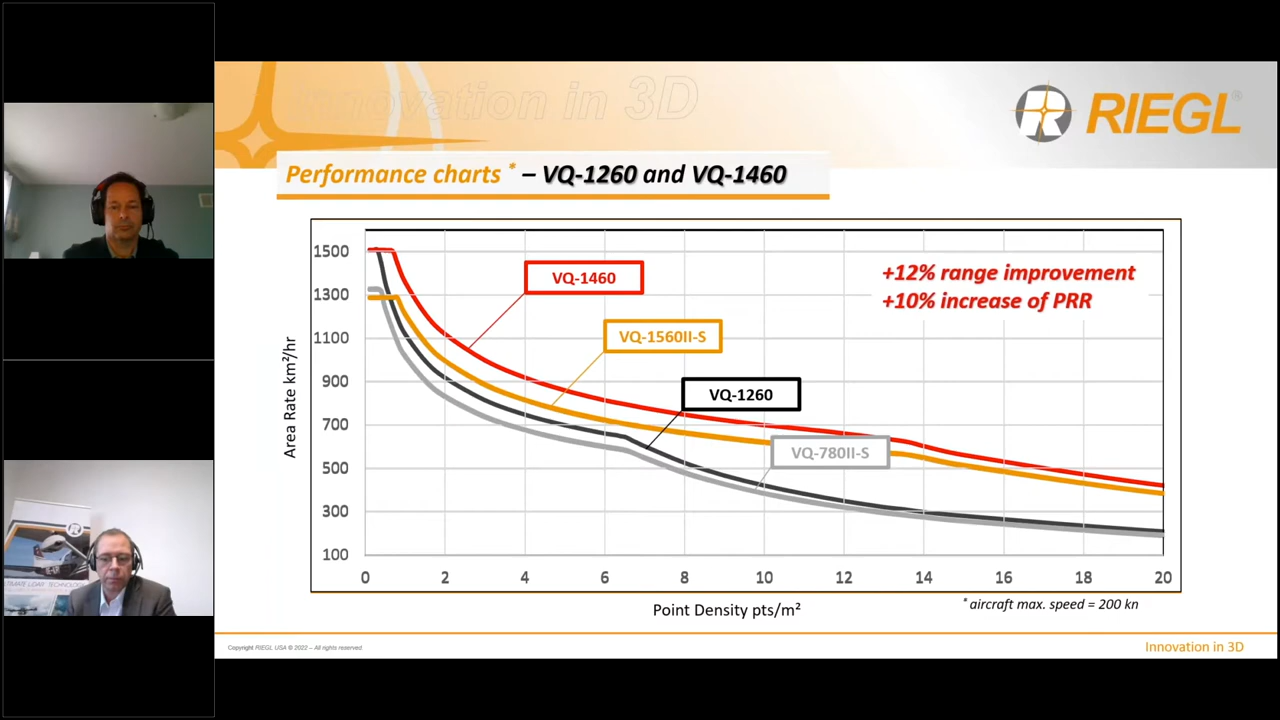 Innovation in 3D
RIEGL
Performance charts * – VQ-1260 and VQ-1460
+12% range improvement
+10% increase of PRR
VQ-1460
VQ-1560II-S
VQ-1260
VQ-780II-S
Area Rate km²/hr
1500
1300
1100
900
700
500
300
100
0 2 4 6 8 10 12 14 16 18 20
Point Density pts/m²
* aircraft max. speed = 200 kn
Copyright RIEGL USA © 2022 – All rights reserved.
Innovation in 3D
LTIMATE LiDAR TECHNOLOG